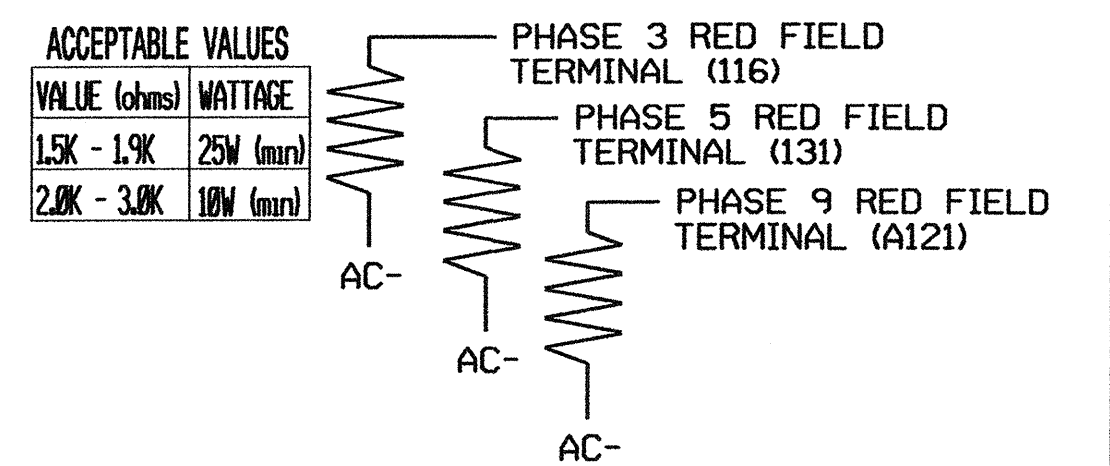 ACCEPTABLE VALUES
VALUE (ohms) WATTAGE
1.5K - 1.9K 25W (min)
2.0K - 3.0K 10W (min)
PHASE 3 RED FIELD
TERMINAL (116)
AC-
PHASE 5 RED FIELD
TERMINAL (131)
AC-
PHASE 9 RED FIELD
TERMINAL (A121)
AC-